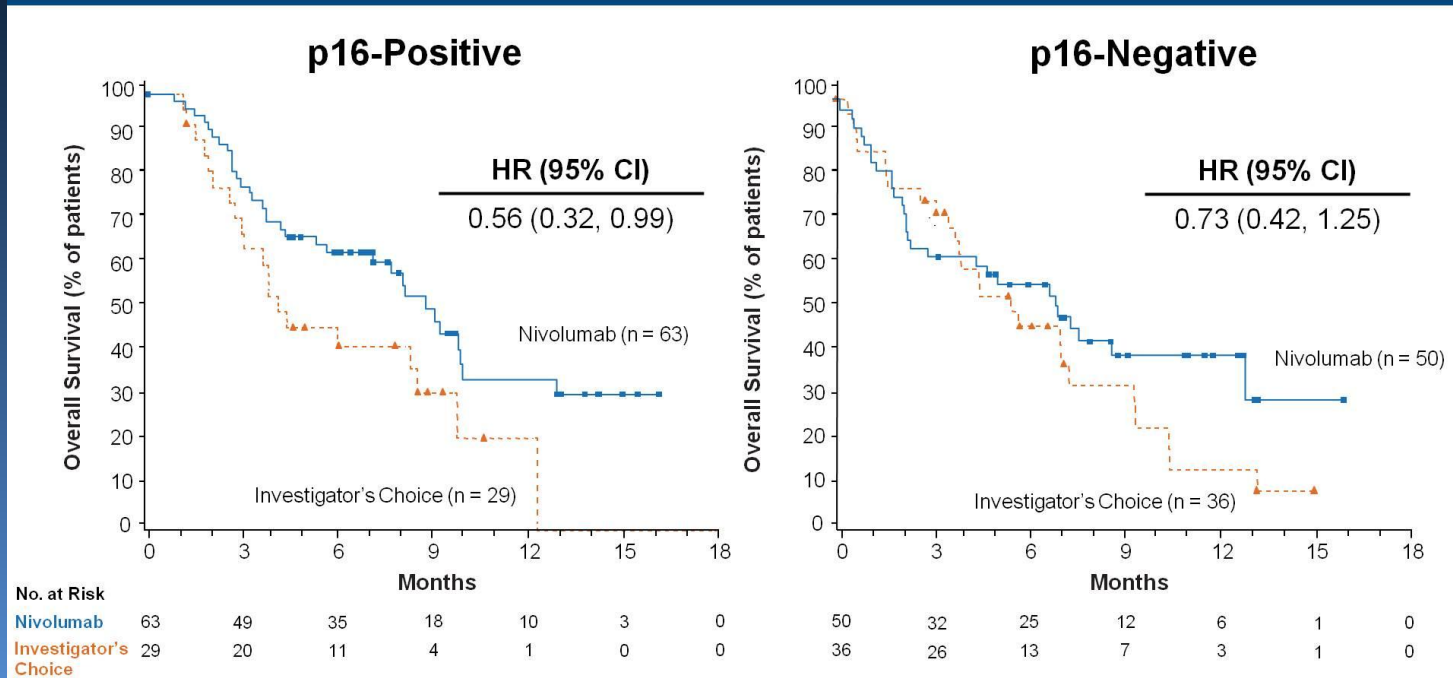 p16-Positive
100
90
80
70
60
50
40
30
20
10
0
Overall Survival (% of patients)
HR (95% CI)
0.56 (0.32, 0.99)
Nivolumab (n = 63)
Investigator's Choice (n = 29)
0 3 6 9 12 15 18
Months
p16-Negative
100
90
80
70
60
50
40
30
20
10
0
Overall Survival (% of patients)
HR (95% CI)
0.73 (0.42, 1.25)
Nivolumab (n = 50)
Investigator's Choice (n = 36)
0 3 6 9 12 15 18
Months
No. at Risk
Nivolumab 63 49 35 18 10 3 0 50 32 25 12 6 1 0
Investigator's 29 20 11 4 1 0 0 36 26 13 7 3 1 0
Choice